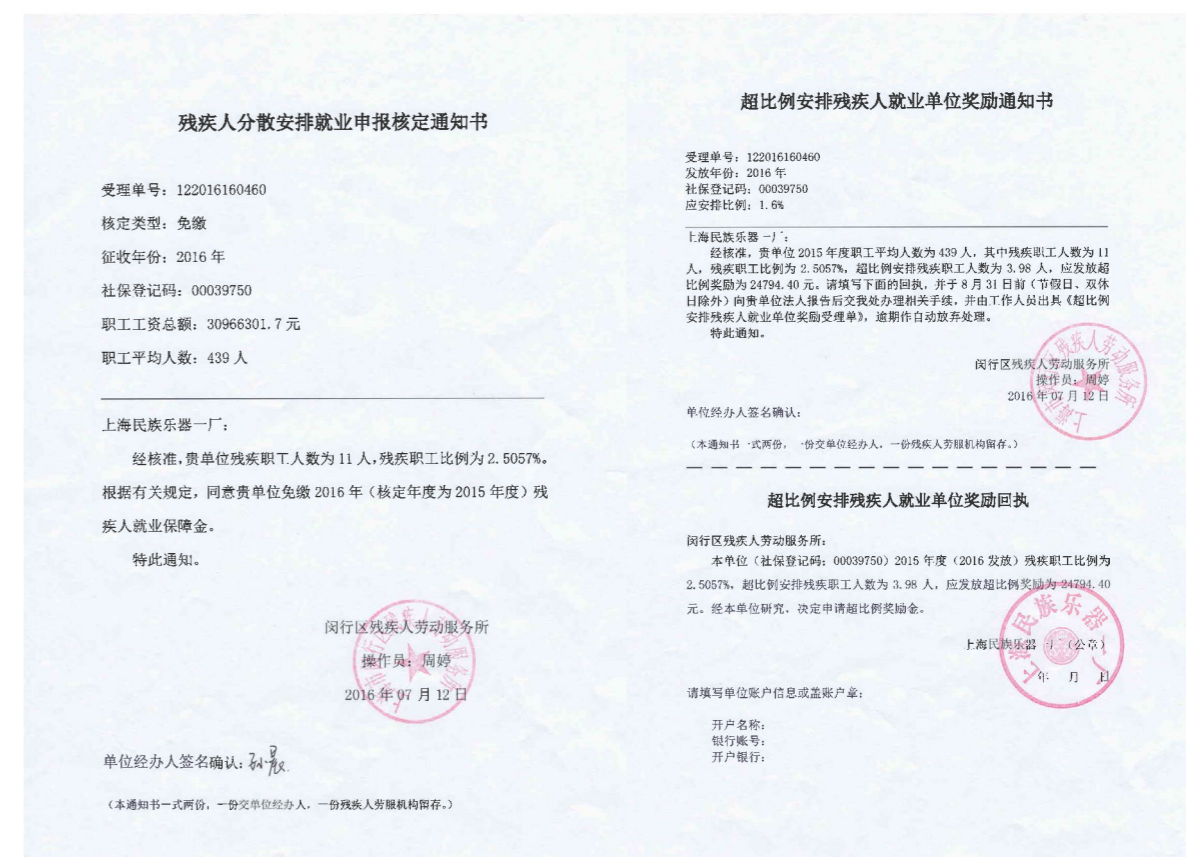 残疾人分散安排就业申报核定通知书
受理单号：122016160460
核定类型：免缴
征收年份：2016 年
社保登记码：00039750
职工工资总额：30966301.7 元
职工平均人数：439 人
上海民族乐器一厂：
经核准，贵单位残疾职工人数为 11 人，残疾职工比例为 2.5057%。
根据有关规定，同意贵单位免缴 2016 年（核定年度为 2015 年度）残
疾人就业保障金。
特此通知。
闵行区残疾人劳动服务所
操作员：周婷
2016 年 07 月 12 日
单位经办人签名确认：孙晨
（本通知书一式两份，一份交单位经办人，一份残疾人劳服机构留存。）
超比例安排残疾人就业单位奖励通知书
受理单号：122016160460
发放年份：2016 年
社保登记码：00039750
应安排比例：1.6%
上海民族乐器一厂：
经核准，贵单位 2015 年度职工平均人数为 439 人，其中残疾职工人数为 11
人，残疾职工比例为 2.5057%，超比例安排残疾职工人数为 3.98 人，应发放超
比例奖励为 24794.40 元。请填写下面的回执，并于 8 月 31 日前（节假日、双休
日除外）向贵单位法人报告后交我处办理相关手续，并由工作人员出具《超比例
安排残疾人就业单位奖励受理单》，逾期作自动放弃处理。
特此通知。
闵行区残疾人劳动服务所
操作员：周婷
2016 年 07 月 12 日
单位经办人签名确认：
（本通知书一式两份，一份交单位经办人，一份残疾人劳服机构留存。）
超比例安排残疾人就业单位奖励回执
闵行区残疾人劳动服务所：
本单位（社保登记码：00039750）2015 年度（2016 发放）残疾职工比例为
2.5057%，超比例安排残疾职工人数为 3.98 人，应发放超比例奖励为 24794.40
元。经本单位研究，决定申请超比例奖励金。
上海民族乐器一厂（公章）
年 月 日
请填写单位账户信息或盖账户章：
开户名称：
银行账号：
开户银行：